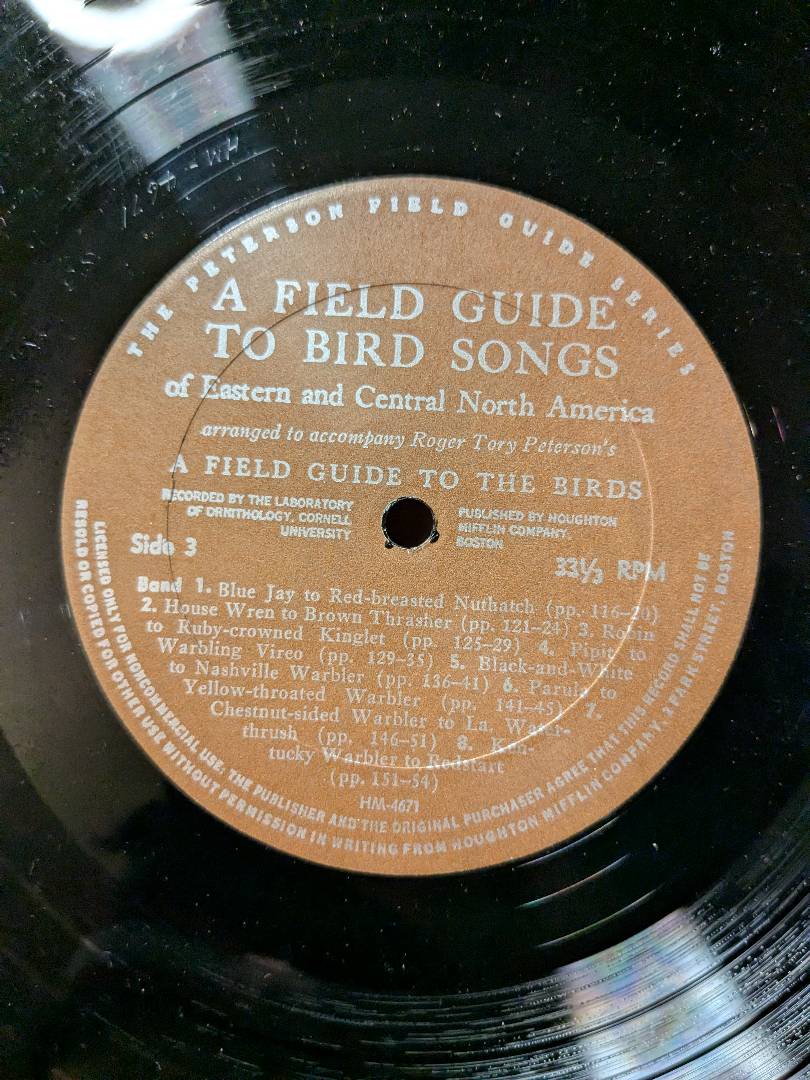 HM-4671
THE PETERSON FIELD GUIDE SERIES
A FIELD GUIDE
TO BIRD SONGS
of Eastern and Central North America
arranged to accompany Roger Tory Peterson's
A FIELD GUIDE TO THE BIRDS
RECORDED BY THE LABORATORY
OF ORNITHOLOGY, CORNELL
UNIVERSITY
PUBLISHED BY HOUGHTON
MIFFLIN COMPANY,
BOSTON
Side 3
33⅓ RPM
Band 1. Blue Jay to Red-breasted Nuthatch (pp. 116–20)
2. House Wren to Brown Thrasher (pp. 121–24) 3. Robin
to Ruby-crowned Kinglet (pp. 125–29) 4. Pipit to
Warbling Vireo (pp. 129–35) 5. Black-and-White
to Nashville Warbler (pp. 136–41) 6. Parula to
Yellow-throated Warbler (pp. 141–45) 7.
Chestnut-sided Warbler to La. Water-
thrush (pp. 146–51) 8. Ken-
tucky Warbler to Redstart
(pp. 151–54)
HM-4671
LICENSED ONLY FOR NONCOMMERCIAL USE. THE PUBLISHER AND THE ORIGINAL PURCHASER AGREE THAT THIS RECORD SHALL NOT BE
RESOLD OR COPIED FOR OTHER USE WITHOUT PERMISSION IN WRITING FROM HOUGHTON MIFFLIN COMPANY, 2 PARK STREET, BOSTON